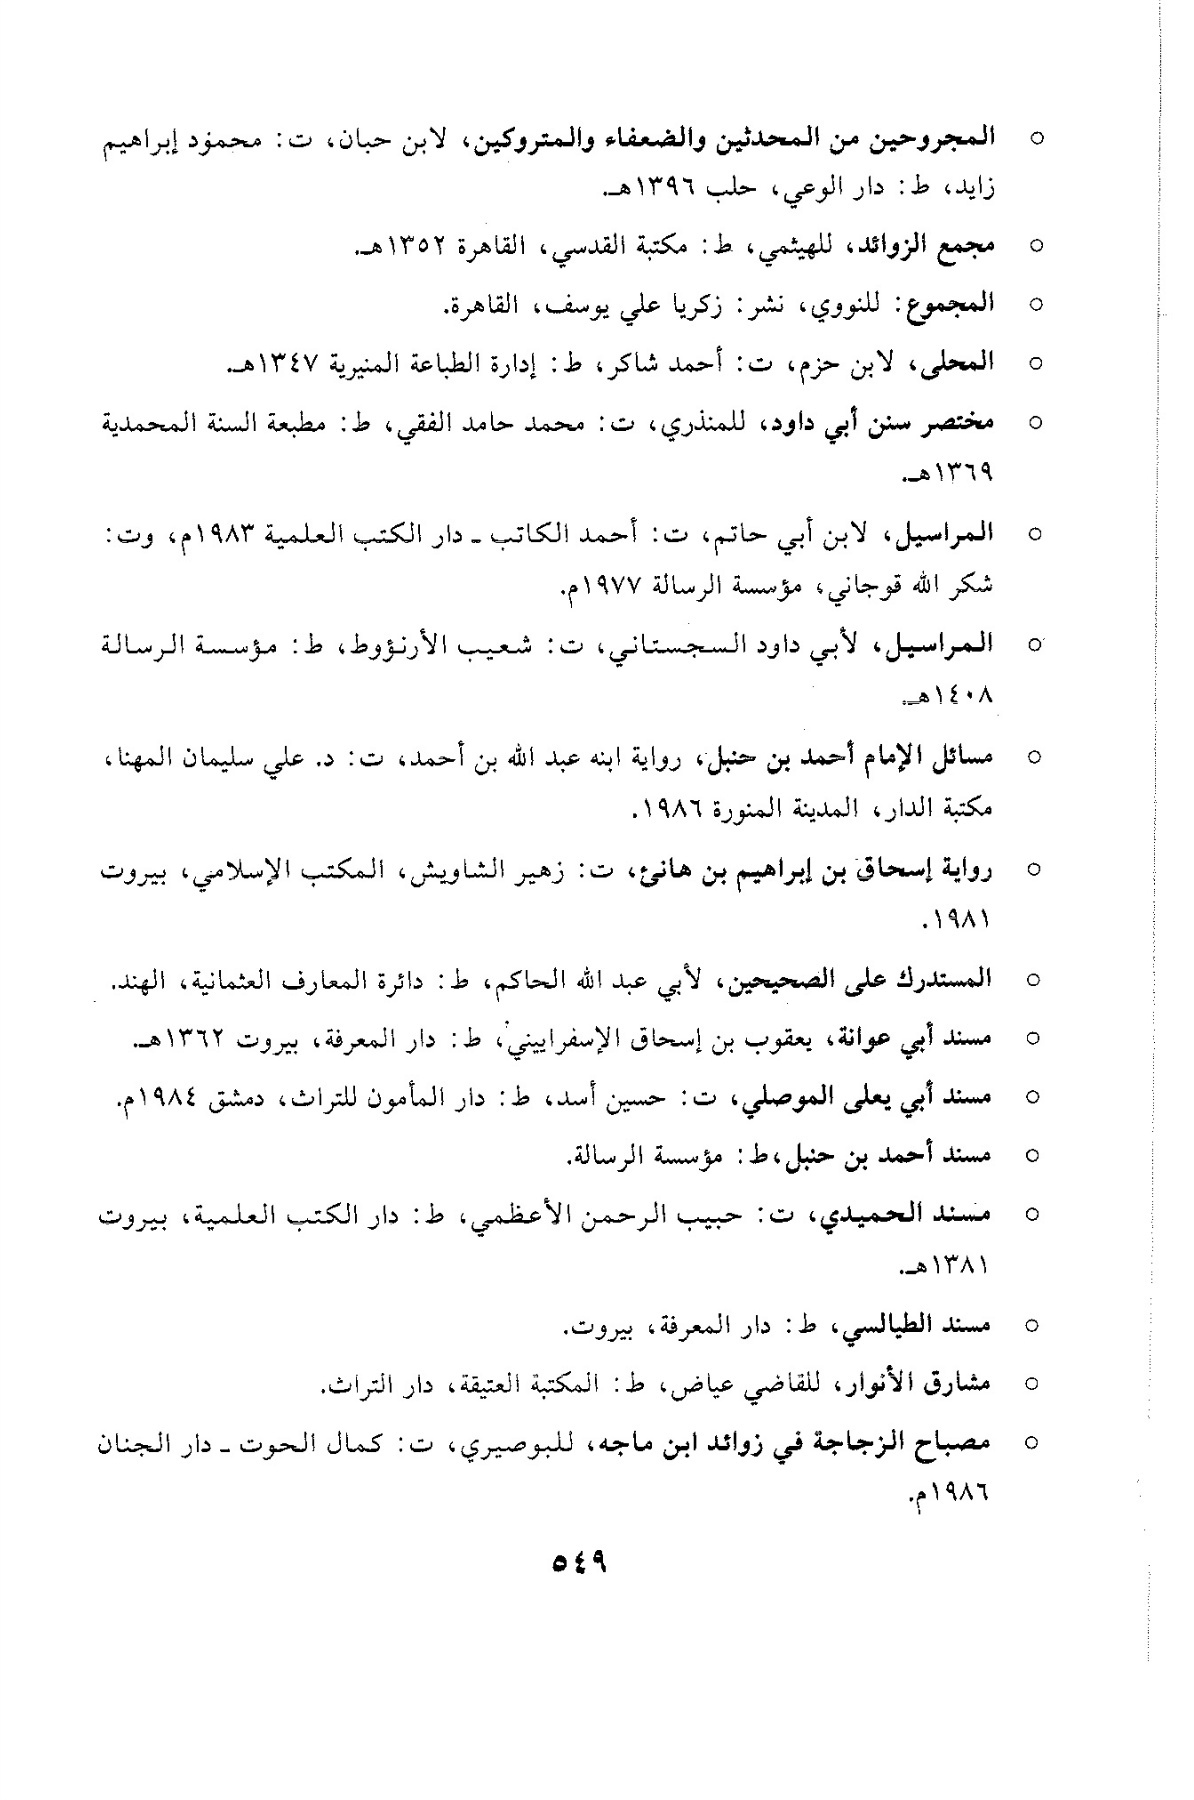 ○ المجروحين من المحدثين والضعفاء والمتروكين، لابن حبان، ت: محمود إبراهيم
زايد، ط: دار الوعي، حلب ١٣٩٦هـ.
○ مجمع الزوائد، للهيثمي، ط: مكتبة القدسي، القاهرة ١٣٥٢هـ.
○ المجموع: للنووي، نشر: زكريا علي يوسف، القاهرة.
○ المحلى، لابن حزم، ت: أحمد شاكر، ط: إدارة الطباعة المنيرية ١٣٤٧هـ.
○ مختصر سنن أبي داود، للمنذري، ت: محمد حامد الفقي، ط: مطبعة السنة المحمدية
١٣٦٩هـ.
○ المراسيل، لابن أبي حاتم، ت: أحمد الكاتب ـ دار الكتب العلمية ١٩٨٣م، وت:
شكر الله قوجاني، مؤسسة الرسالة ١٩٧٧م.
○ المراسيل، لأبي داود السجستاني، ت: شعيب الأرنؤوط، ط: مؤسسة الرسالة
١٤٠٨هـ.
○ مسائل الإمام أحمد بن حنبل، رواية ابنه عبد الله بن أحمد، ت: د. علي سليمان المهنا،
مكتبة الدار، المدينة المنورة ١٩٨٦.
○ رواية إسحاق بن إبراهيم بن هانئ، ت: زهير الشاويش، المكتب الإسلامي، بيروت
١٩٨١.
○ المستدرك على الصحيحين، لأبي عبد الله الحاكم، ط: دائرة المعارف العثمانية، الهند.
○ مسند أبي عوانة، يعقوب بن إسحاق الإسفراييني، ط: دار المعرفة، بيروت ١٣٦٢هـ.
○ مسند أبي يعلى الموصلي، ت: حسين أسد، ط: دار المأمون للتراث، دمشق ١٩٨٤م.
○ مسند أحمد بن حنبل،ط: مؤسسة الرسالة.
○ مسند الحميدي، ت: حبيب الرحمن الأعظمي، ط: دار الكتب العلمية، بيروت
١٣٨١هـ.
○ مسند الطيالسي، ط: دار المعرفة، بيروت.
○ مشارق الأنوار، للقاضي عياض، ط: المكتبة العتيقة، دار التراث.
○ مصباح الزجاجة في زوائد ابن ماجه، للبوصيري، ت: كمال الحوت ـ دار الجنان
١٩٨٦م.
٥٤٩